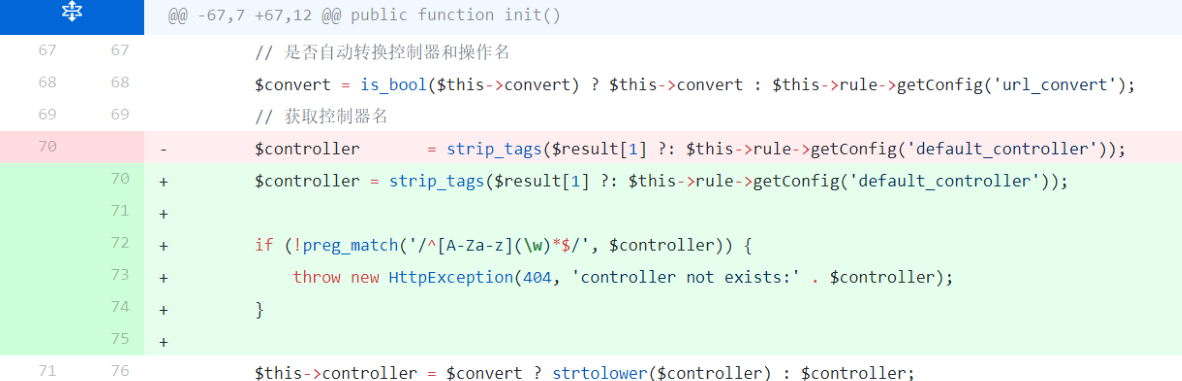 @@ -67,7 +67,12 @@ public function init()
67 67 // 是否自动转换控制器和操作名
68 68 $convert = is_bool($this->convert) ? $this->convert : $this->rule->getConfig('url_convert');
69 69 // 获取控制器名
70 - $controller = strip_tags($result[1] ?: $this->rule->getConfig('default_controller'));
70 + $controller = strip_tags($result[1] ?: $this->rule->getConfig('default_controller'));
71 +
72 + if (!preg_match('/^[A-Za-z](\w)*$/', $controller)) {
73 + throw new HttpException(404, 'controller not exists:' . $controller);
74 + }
75 +
71 76 $this->controller = $convert ? strtolower($controller) : $controller;